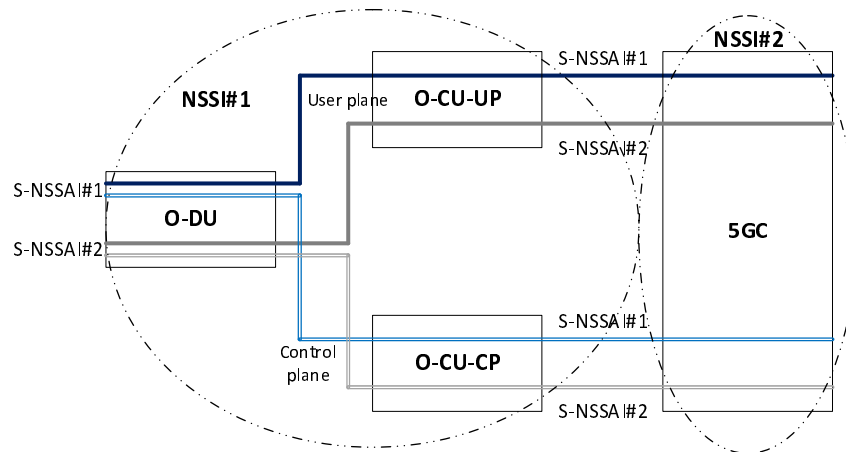 NSSI#2
S-NSSAI#1
NSSI#1
User plane
O-CU-UP
S-NSSAI#2
S-NSSAI#1
O-DU
S-NSSAI#2
5GC
S-NSSAI#1
Control
plane
O-CU-CP
S-NSSAI#2